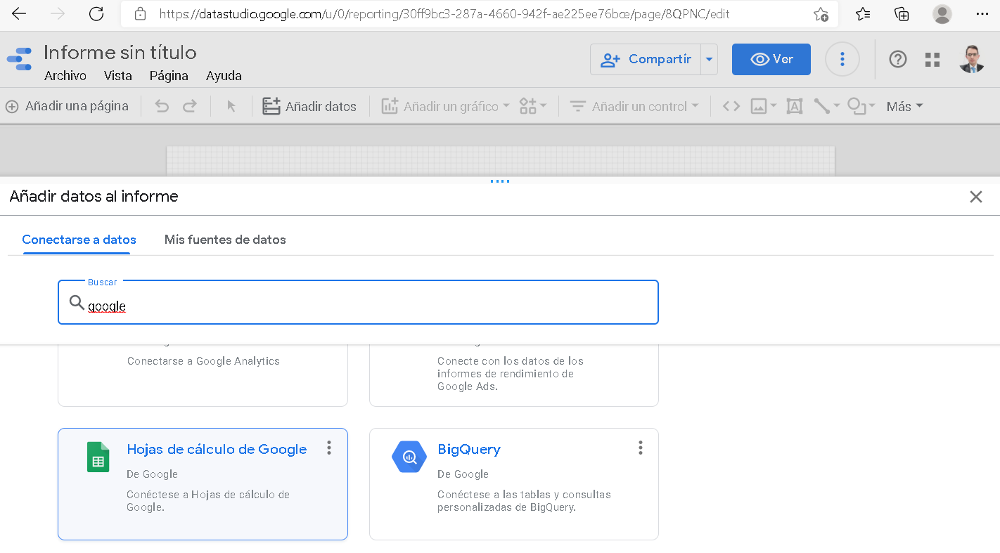 https://datastudio.google.com/u/0/reporting/30ff9bc3-287a-4660-942f-ae225ee76bce/page/8QPNC/edit
Informe sin título
Archivo Vista Página Ayuda
Compartir
Ver
Añadir una página
Añadir datos
Añadir un gráfico
Añadir un control
Más
Añadir datos al informe
Conectarse a datos
Mis fuentes de datos
Buscar
google
Conectarse a Google Analytics
Conecte con los datos de los
informes de rendimiento de
Google Ads.
Hojas de cálculo de Google
De Google
Conéctese a Hojas de cálculo de
Google.
BigQuery
De Google
Conéctese a las tablas y consultas
personalizadas de BigQuery.